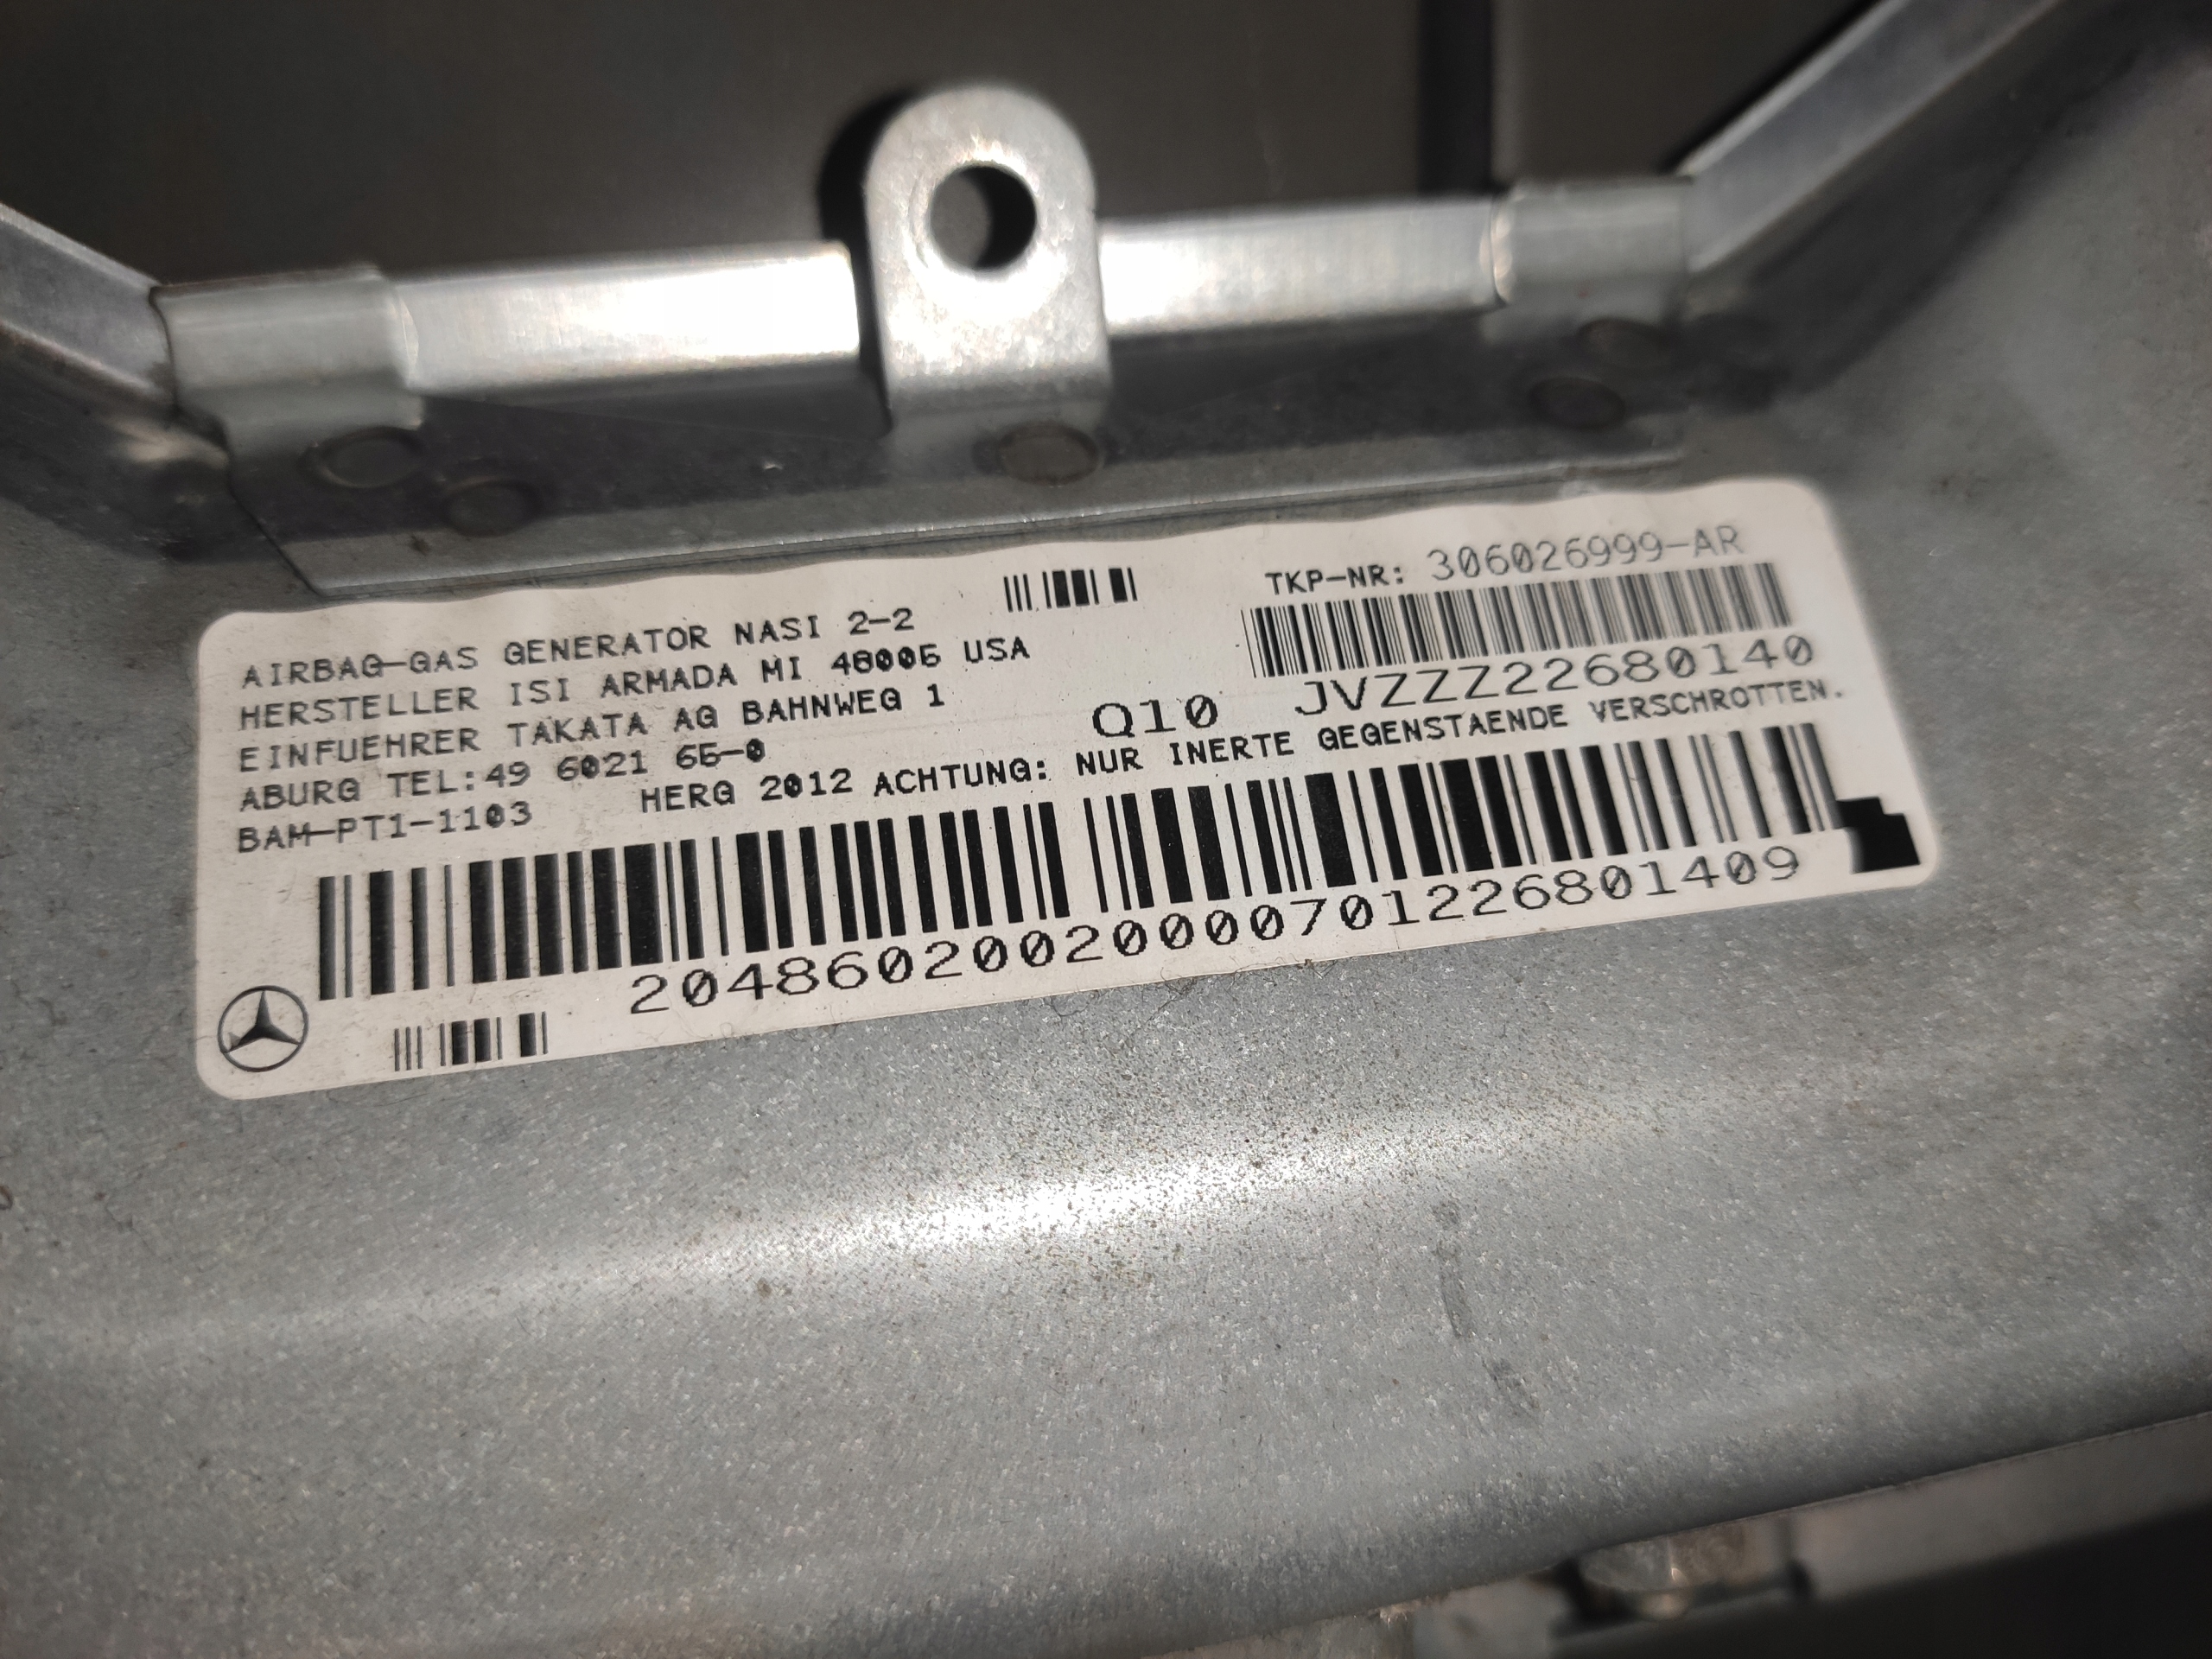 TKP-NR: 306026999-AR
AIRBAG-GAS GENERATOR NASI 2-2
HERSTELLER ISI ARMADA MI 48005 USA
EINFUEHRER TAKATA AG BAHNWEG 1
ABURG TEL:49 6021 65-0
BAM-PT1-1103
Q10 JVZZZ22680140
HERG 2012 ACHTUNG: NUR INERTE GEGENSTAENDE VERSCHROTTEN.
20486020020000701226801409